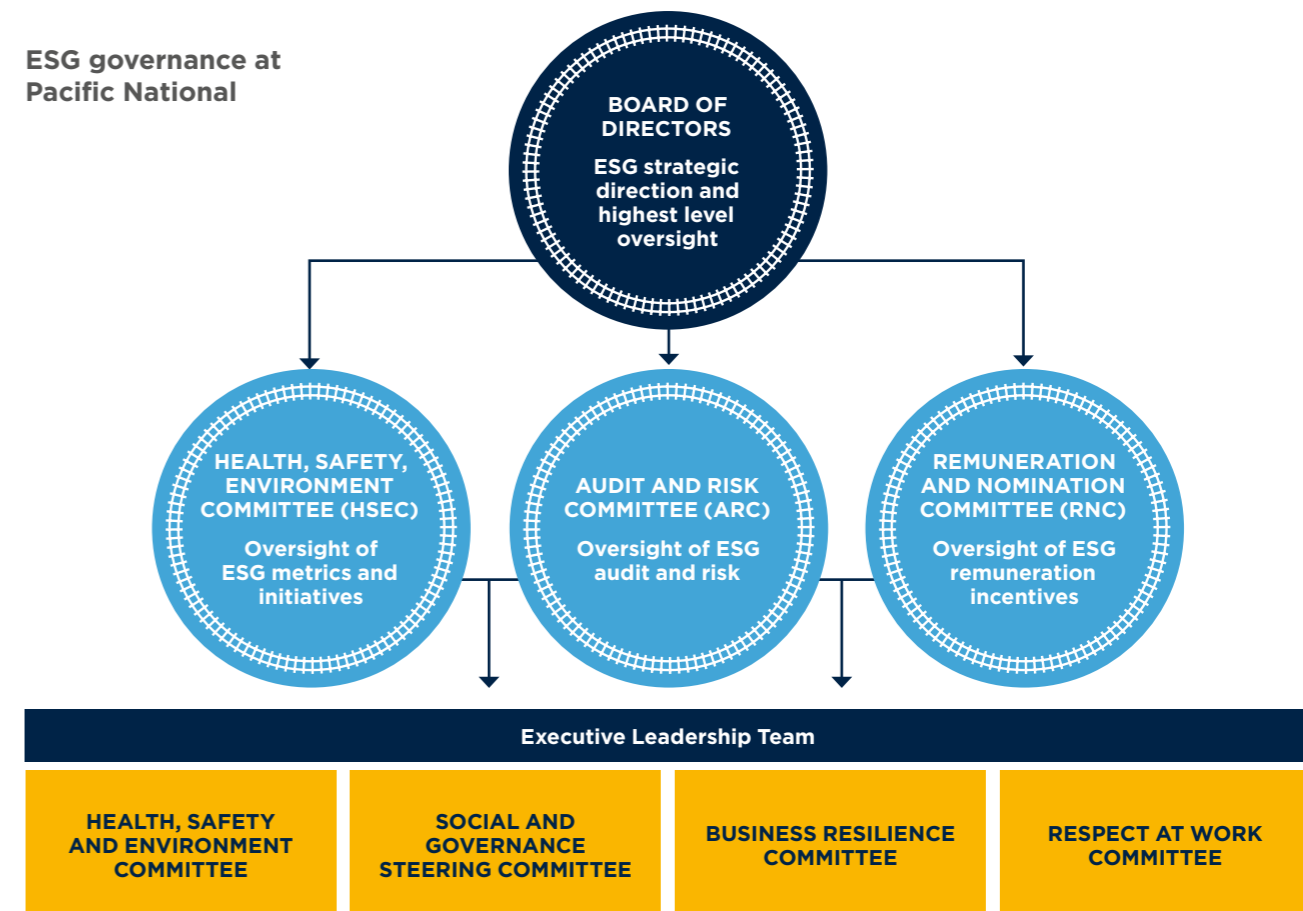 ESG governance at
Pacific National
BOARD OF
DIRECTORS
ESG strategic
direction and
highest level
oversight
HEALTH, SAFETY,
ENVIRONMENT
COMMITTEE (HSEC)
Oversight of
ESG metrics and
initiatives
AUDIT AND RISK
COMMITTEE (ARC)
Oversight of ESG
audit and risk
REMUNERATION
AND NOMINATION
COMMITTEE (RNC)
Oversight of ESG
remuneration
incentives
Executive Leadership Team
HEALTH, SAFETY
AND ENVIRONMENT
COMMITTEE
SOCIAL AND
GOVERNANCE
STEERING COMMITTEE
BUSINESS RESILIENCE
COMMITTEE
RESPECT AT WORK
COMMITTEE